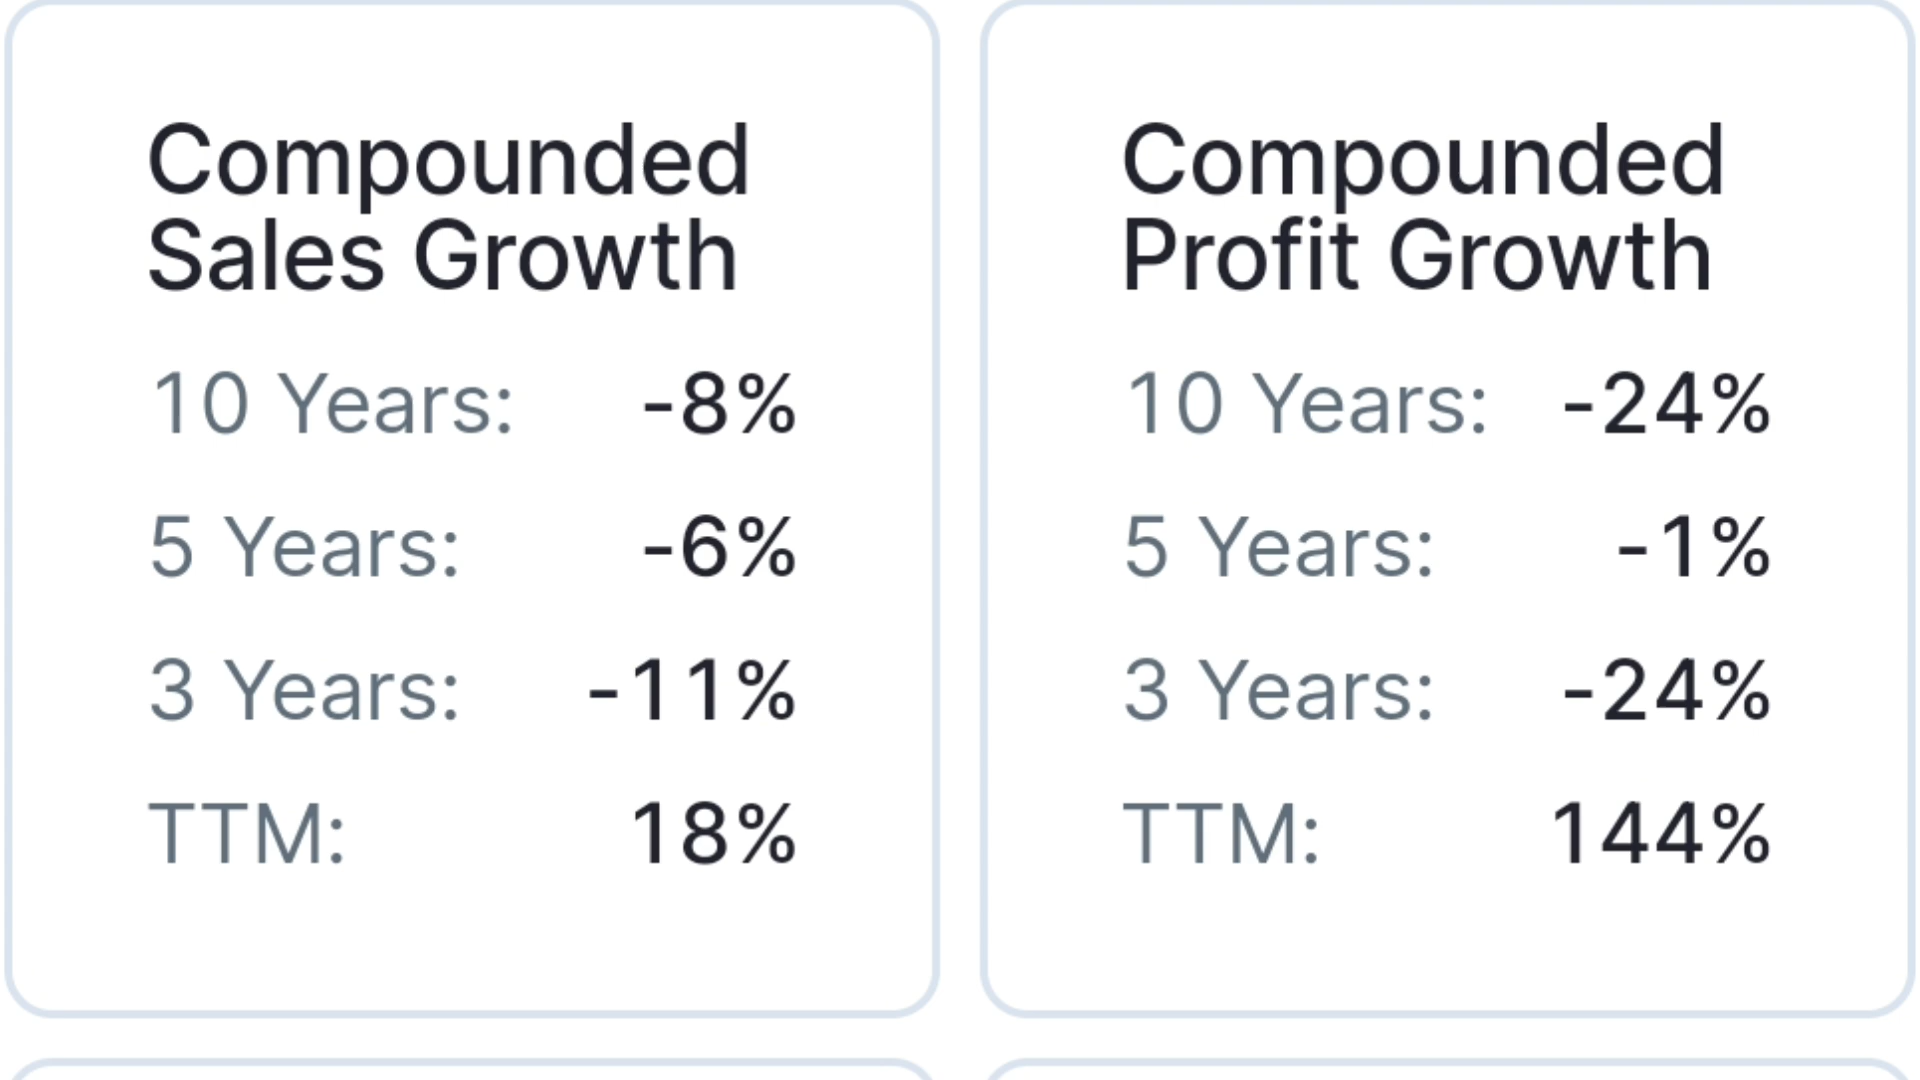 Compounded
Sales Growth
10 Years: -8%
5 Years: -6%
3 Years: -11%
TTM: 18%
Compounded
Profit Growth
10 Years: -24%
5 Years: -1%
3 Years: -24%
TTM: 144%